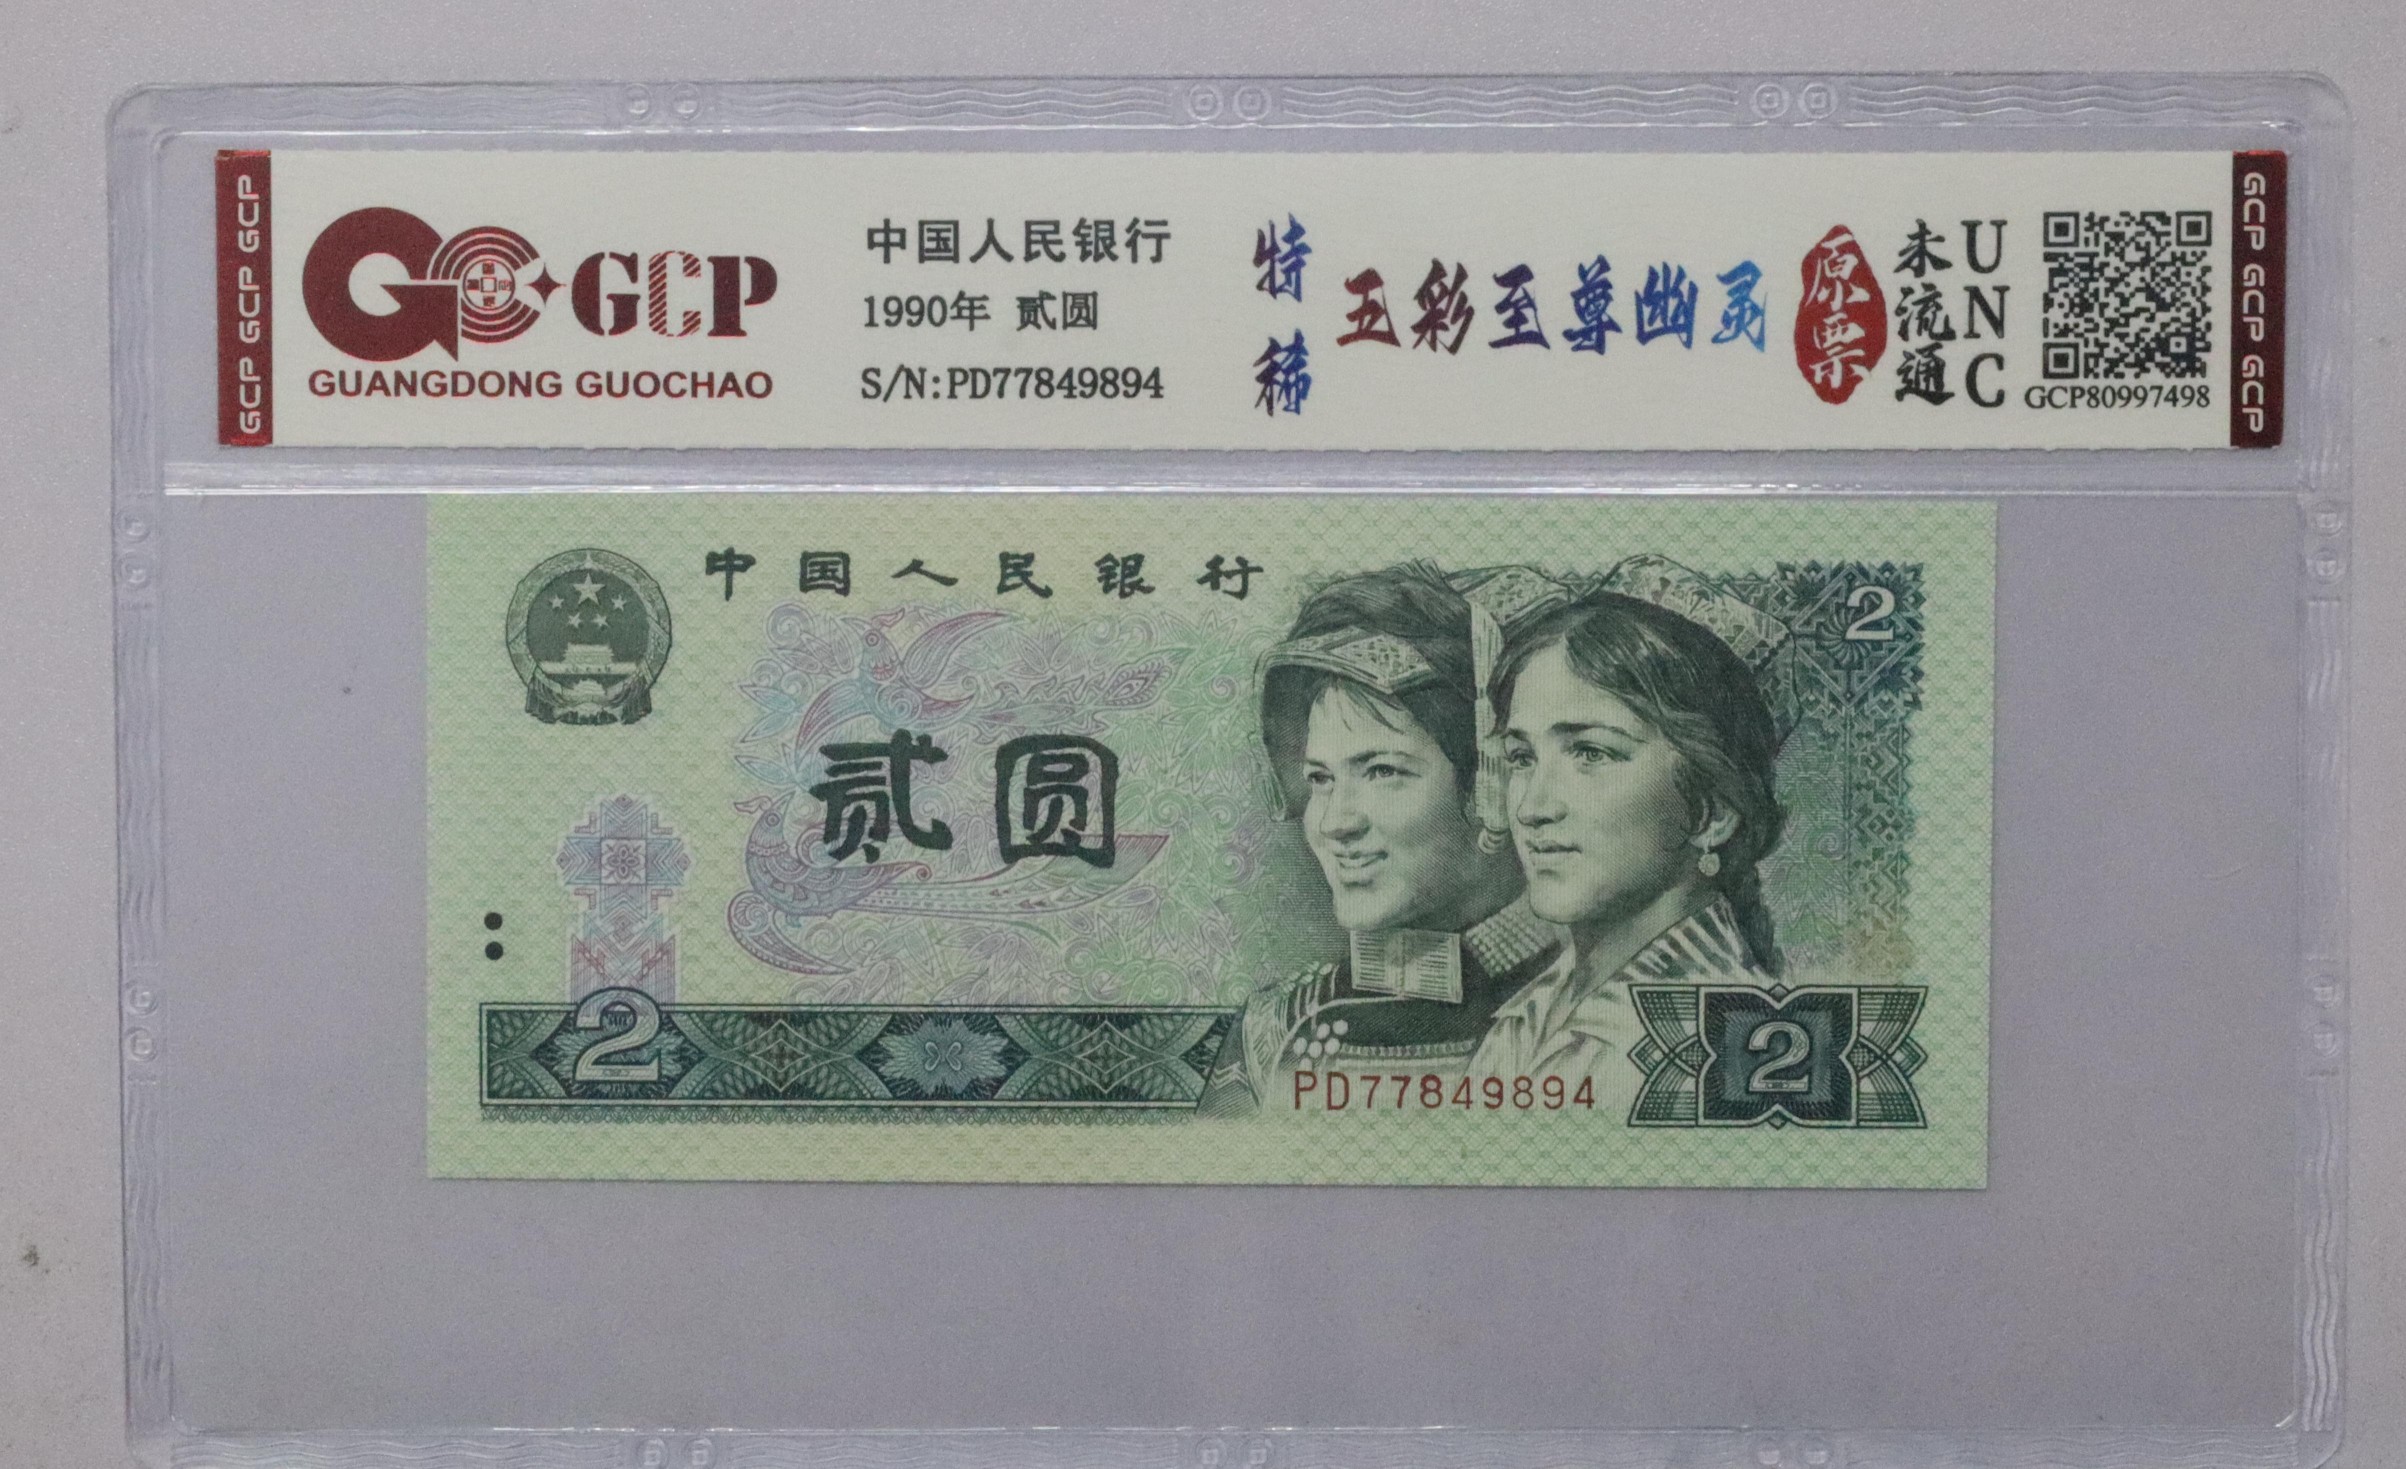 GCP GCP GCP
GCP
GUANGDONG GUOCHAO
中国人民银行
1990年 贰圆
S/N:PD77849894
特稀
五彩至尊幽灵
原票
未流通
UNC
GCP80997498
GCP GCP GCP
中国人民银行
2
贰圆
2
PD77849894
2